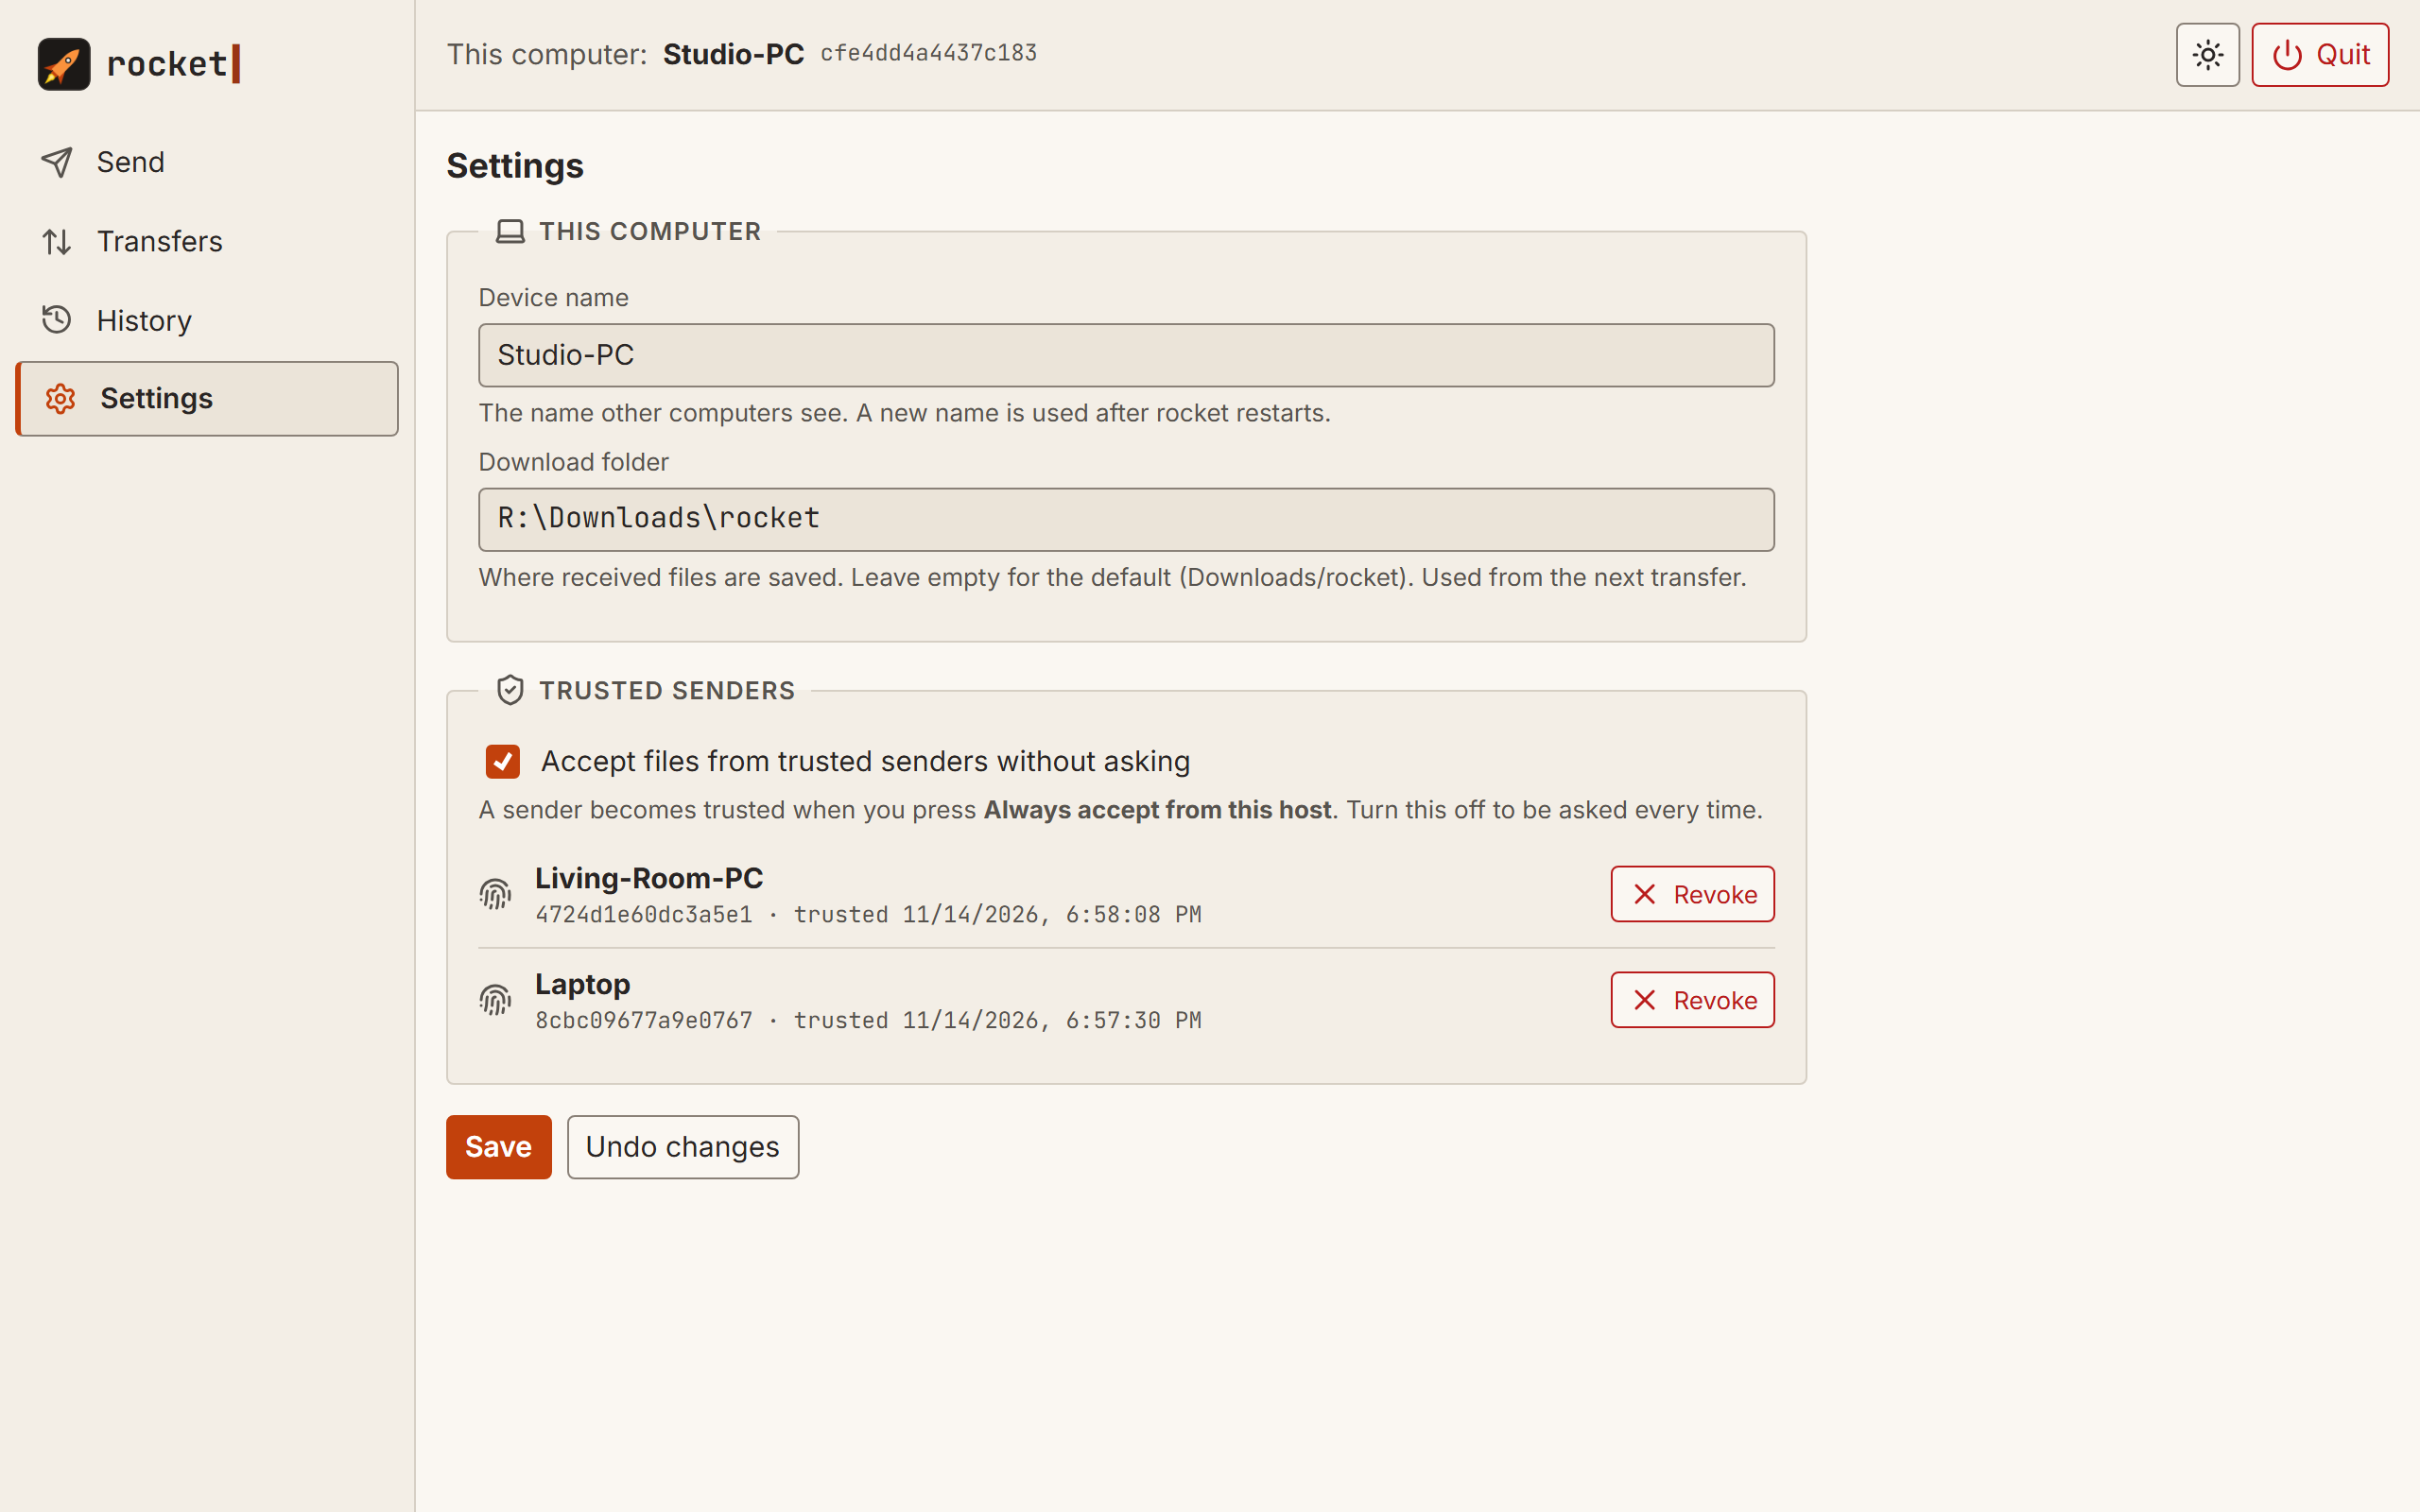 rocket
Send
Transfers
History
Settings
This computer: Studio-PC cfe4dd4a4437c183
Quit
Settings
THIS COMPUTER
Device name
Studio-PC
The name other computers see. A new name is used after rocket restarts.
Download folder
R:\Downloads\rocket
Where received files are saved. Leave empty for the default (Downloads/rocket). Used from the next transfer.
TRUSTED SENDERS
Accept files from trusted senders without asking
A sender becomes trusted when you press Always accept from this host. Turn this off to be asked every time.
Living-Room-PC
4724d1e60dc3a5e1 · trusted 11/14/2026, 6:58:08 PM
Revoke
Laptop
8cbc09677a9e0767 · trusted 11/14/2026, 6:57:30 PM
Revoke
Save
Undo changes